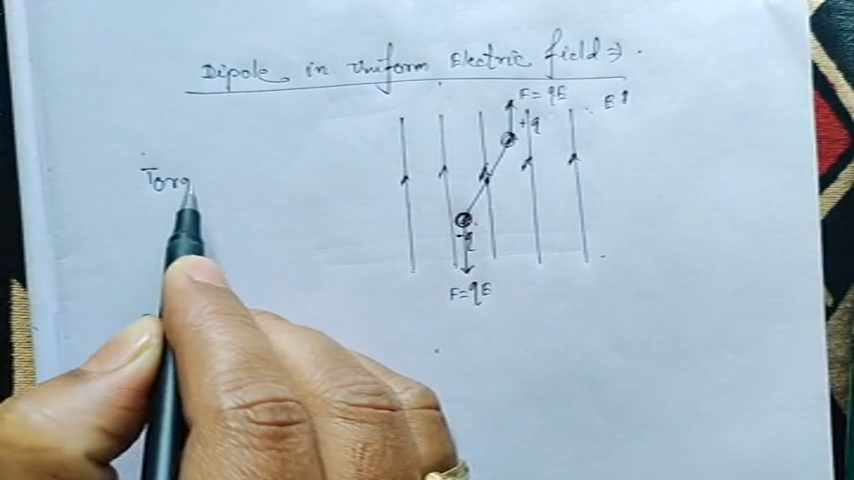 Dipole in Uniform Electric field ⇒
F = qE
E↑
+q
Torq
-q
F = qE